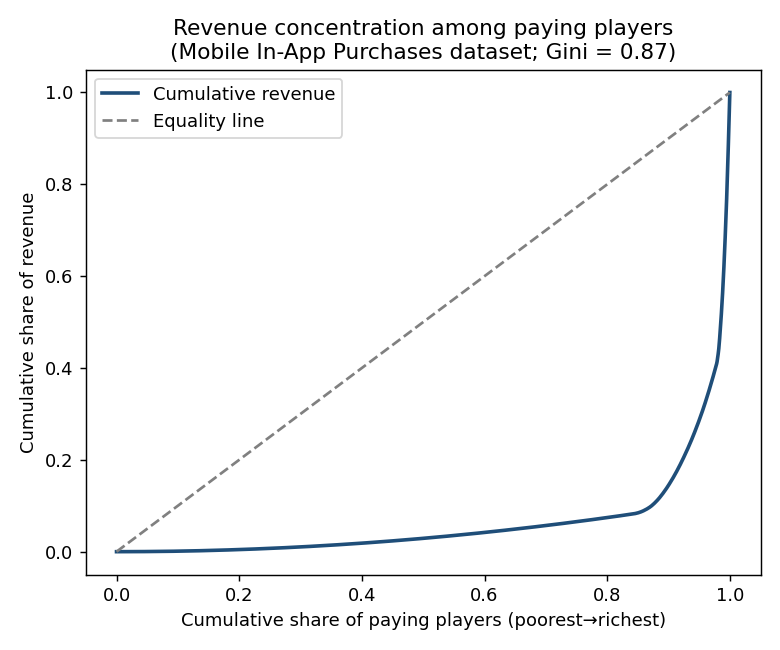 Revenue concentration among paying players
(Mobile In-App Purchases dataset; Gini = 0.87)
Cumulative revenue
Equality line
Cumulative share of revenue
1.0
0.8
0.6
0.4
0.2
0.0
0.0 0.2 0.4 0.6 0.8 1.0
Cumulative share of paying players (poorest→richest)